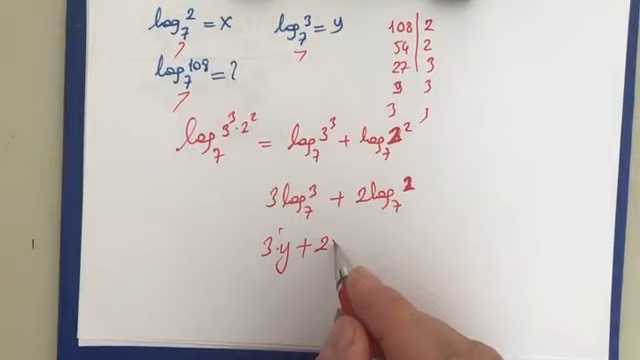 log₇2 = x log₇3 = y
log₇108 = ?
108 | 2
54 | 2
27 | 3
9 3
3 3
log₇3³·2² = log₇3³ + log₇2²
3log₇3 + 2log₇2
3·y + 2·